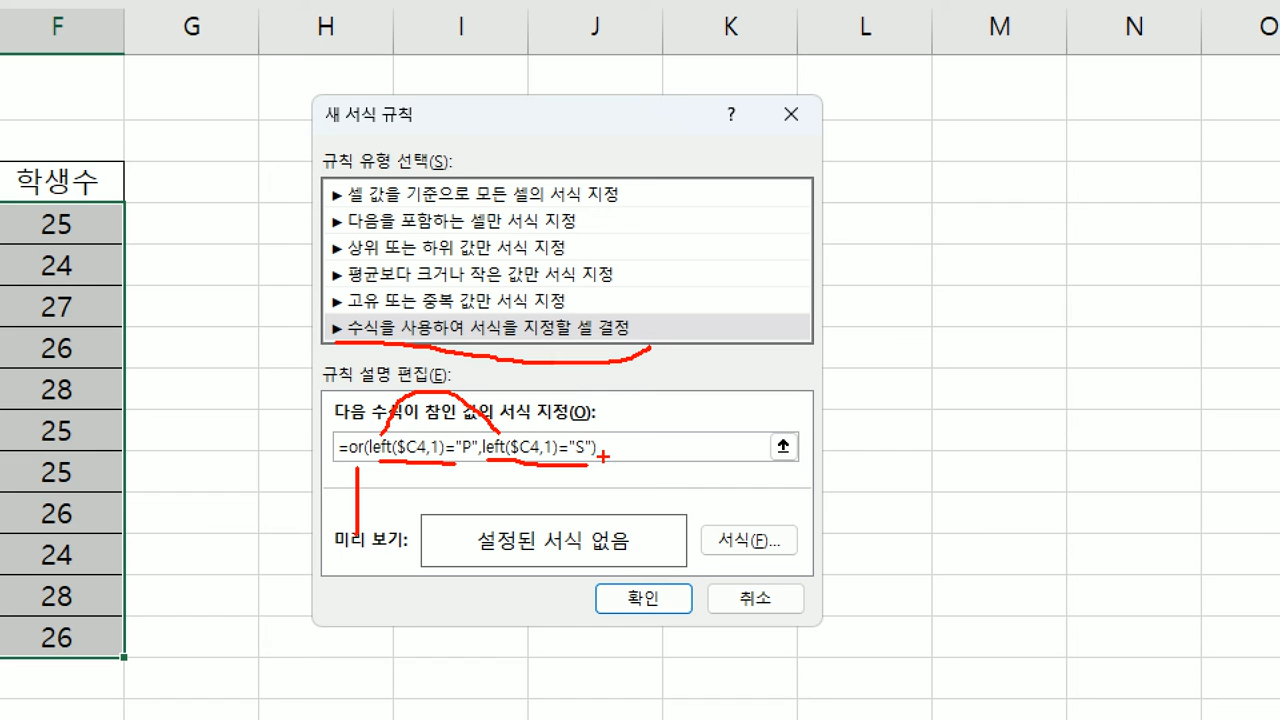 F G H I J K L M N O
새 서식 규칙 ?
규칙 유형 선택(S):
► 셀 값을 기준으로 모든 셀의 서식 지정
► 다음을 포함하는 셀만 서식 지정
► 상위 또는 하위 값만 서식 지정
► 평균보다 크거나 작은 값만 서식 지정
► 고유 또는 중복 값만 서식 지정
► 수식을 사용하여 서식을 지정할 셀 결정
규칙 설명 편집(E):
다음 수식이 참인 값의 서식 지정(O):
=or(left($C4,1)="P",left($C4,1)="S")
미리 보기:
설정된 서식 없음
서식(F)...
확인
취소
학생수
25
24
27
26
28
25
25
26
24
28
26